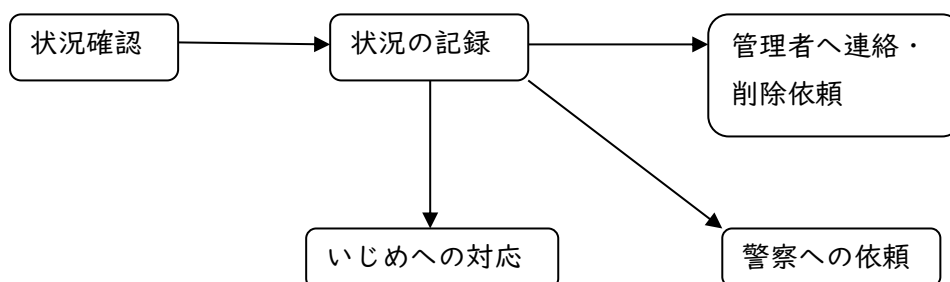 状況確認
状況の記録
管理者へ連絡・
削除依頼
いじめへの対応
警察への依頼